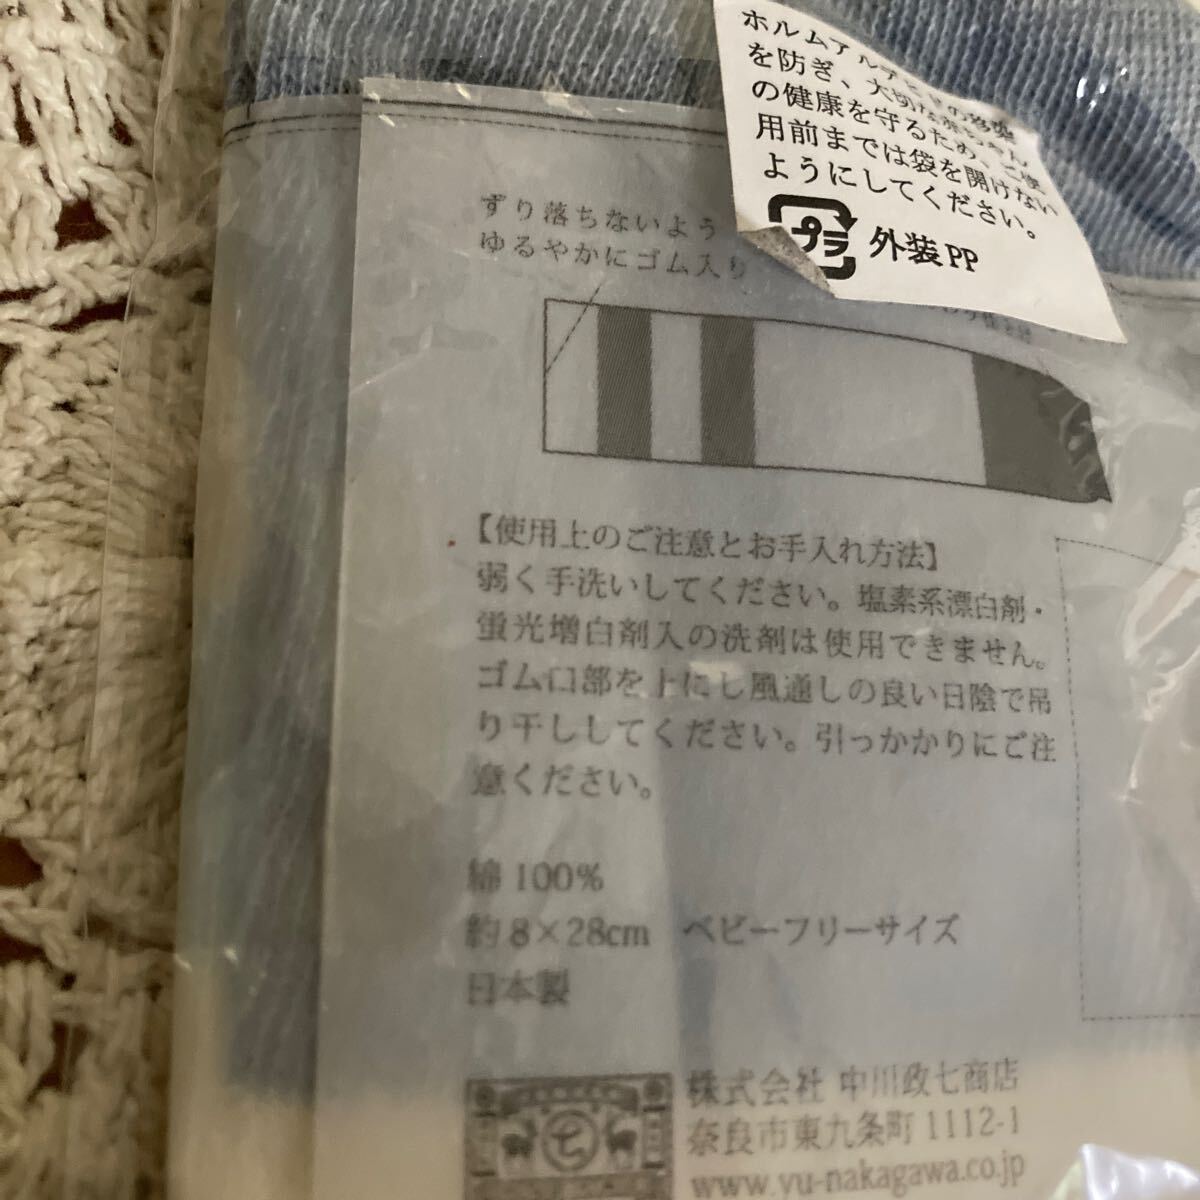 ホルムアルデヒドの移染
を防ぎ、大切な赤ちゃん
の健康を守るため、ご使
用前までは袋を開けない
ようにしてください。
プラ
外装 PP
ずり落ちないよう
ゆるやかにゴム入り
【使用上のご注意とお手入れ方法】
弱く手洗いしてください。塩素系漂白剤・
蛍光増白剤入の洗剤は使用できません。
ゴム口部を上にし風通しの良い日陰で吊
り干ししてください。引っかかりにご注
意ください。
綿 100%
約 8×28cm　ベビーフリーサイズ
日本製
株式会社 中川政七商店
奈良市東九条町 1112-1
www.yu-nakagawa.co.jp